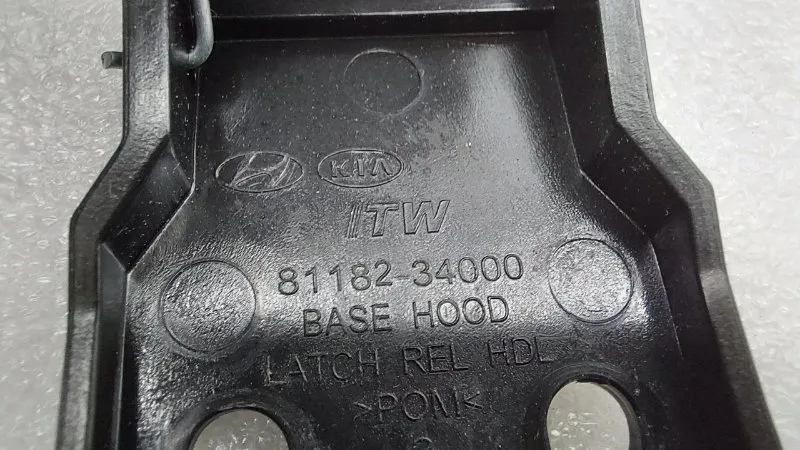 KIA
ITW
81182-34000
BASE HOOD
LATCH REL HDL
>POM<